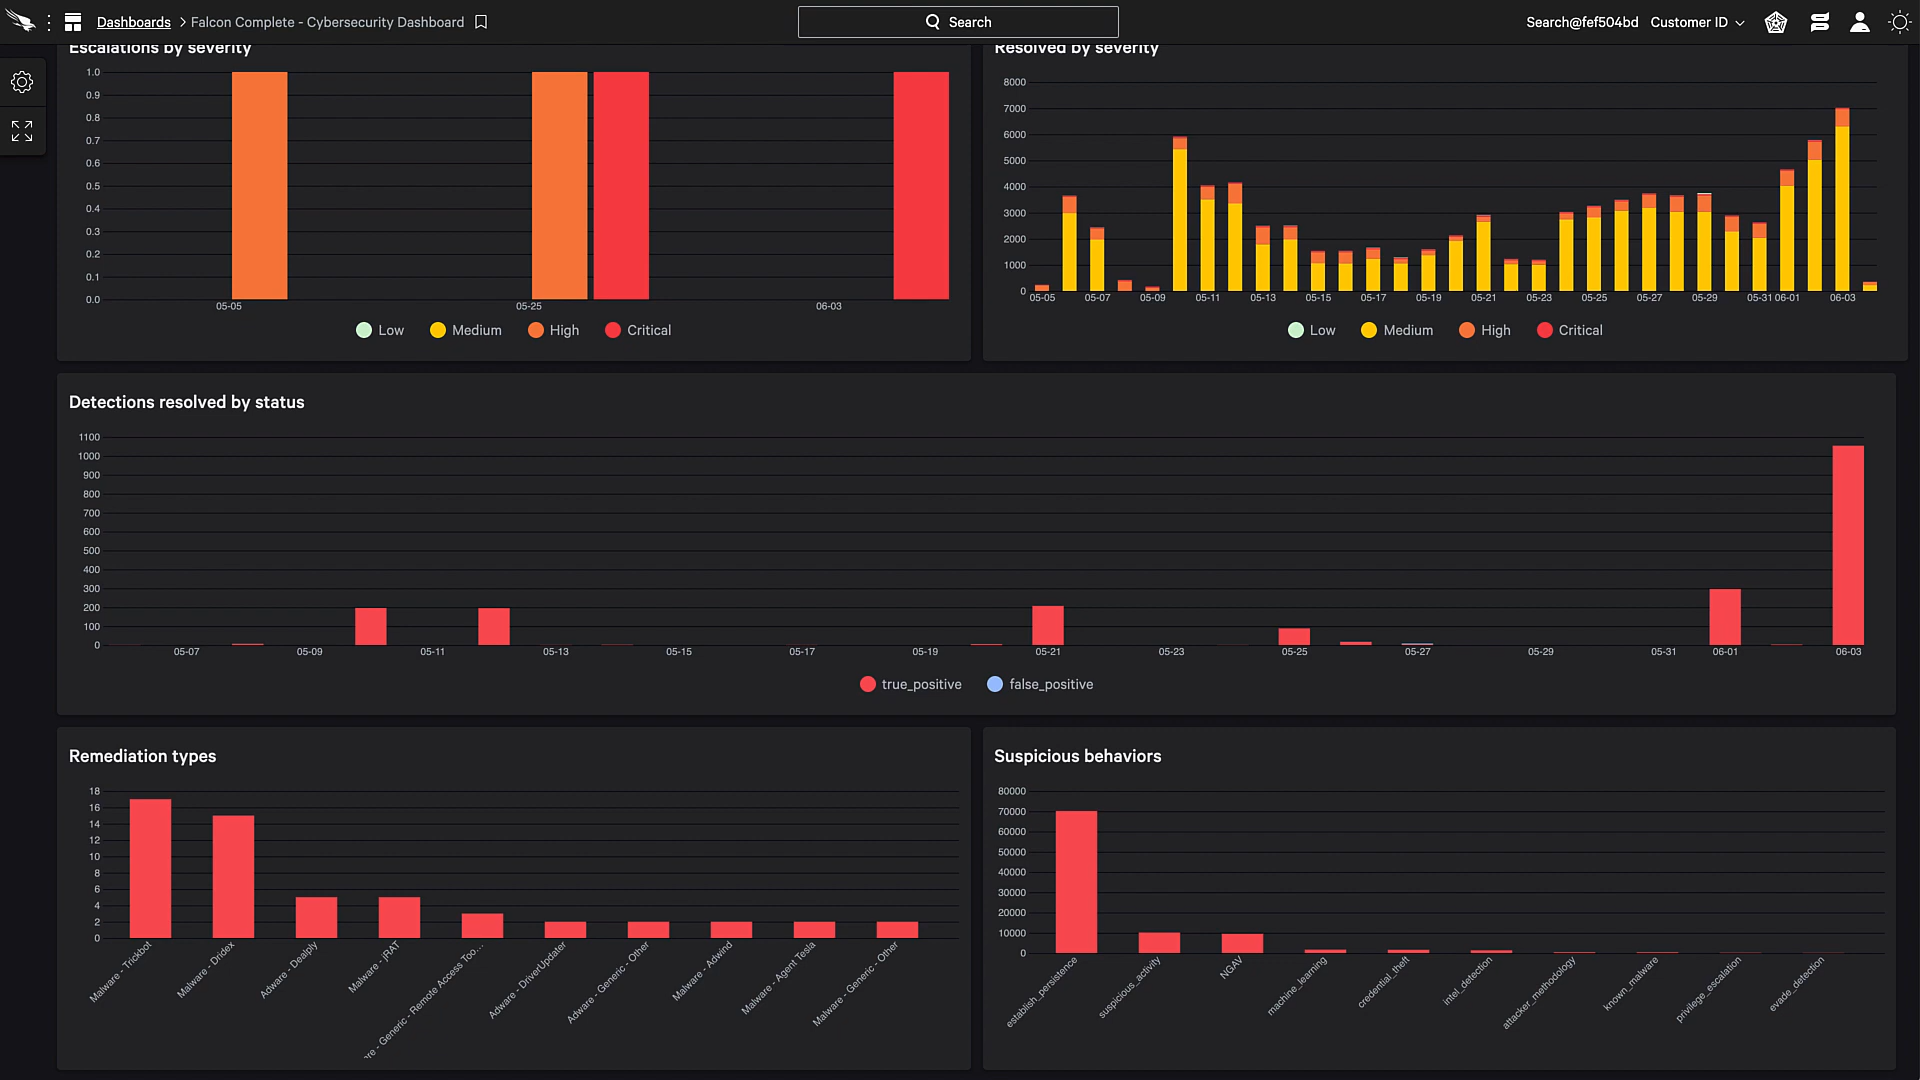 Dashboards > Falcon Complete - Cybersecurity Dashboard
Search
Search@fef504bd Customer ID
Escalations by severity
1.0
0.9
0.8
0.7
0.6
0.5
0.4
0.3
0.2
0.1
0.0
05-05 05-25 06-03
Low Medium High Critical
Resolved by severity
8000
7000
6000
5000
4000
3000
2000
1000
0
05-05 05-07 05-09 05-11 05-13 05-15 05-17 05-19 05-21 05-23 05-25 05-27 05-29 05-31 06-01 06-03
Low Medium High Critical
Detections resolved by status
1100
1000
900
800
700
600
500
400
300
200
100
0
05-07 05-09 05-11 05-13 05-15 05-17 05-19 05-21 05-23 05-25 05-27 05-29 05-31 06-01 06-03
true_positive false_positive
Remediation types
18
16
14
12
10
8
6
4
2
0
Malware - Trickbot
Malware - Dridex
Adware - Dealply
Malware - jRAT
re - Generic - Remote Access Too...
Adware - DriverUpdater
Adware - Generic - Other
Malware - Adwind
Malware - Agent Tesla
Malware - Generic - Other
Suspicious behaviors
80000
70000
60000
50000
40000
30000
20000
10000
0
establish_persistence
suspicious_activity
NGAV
machine_learning
credential_theft
intel_detection
attacker_methodology
known_malware
privilege_escalation
evade_detection